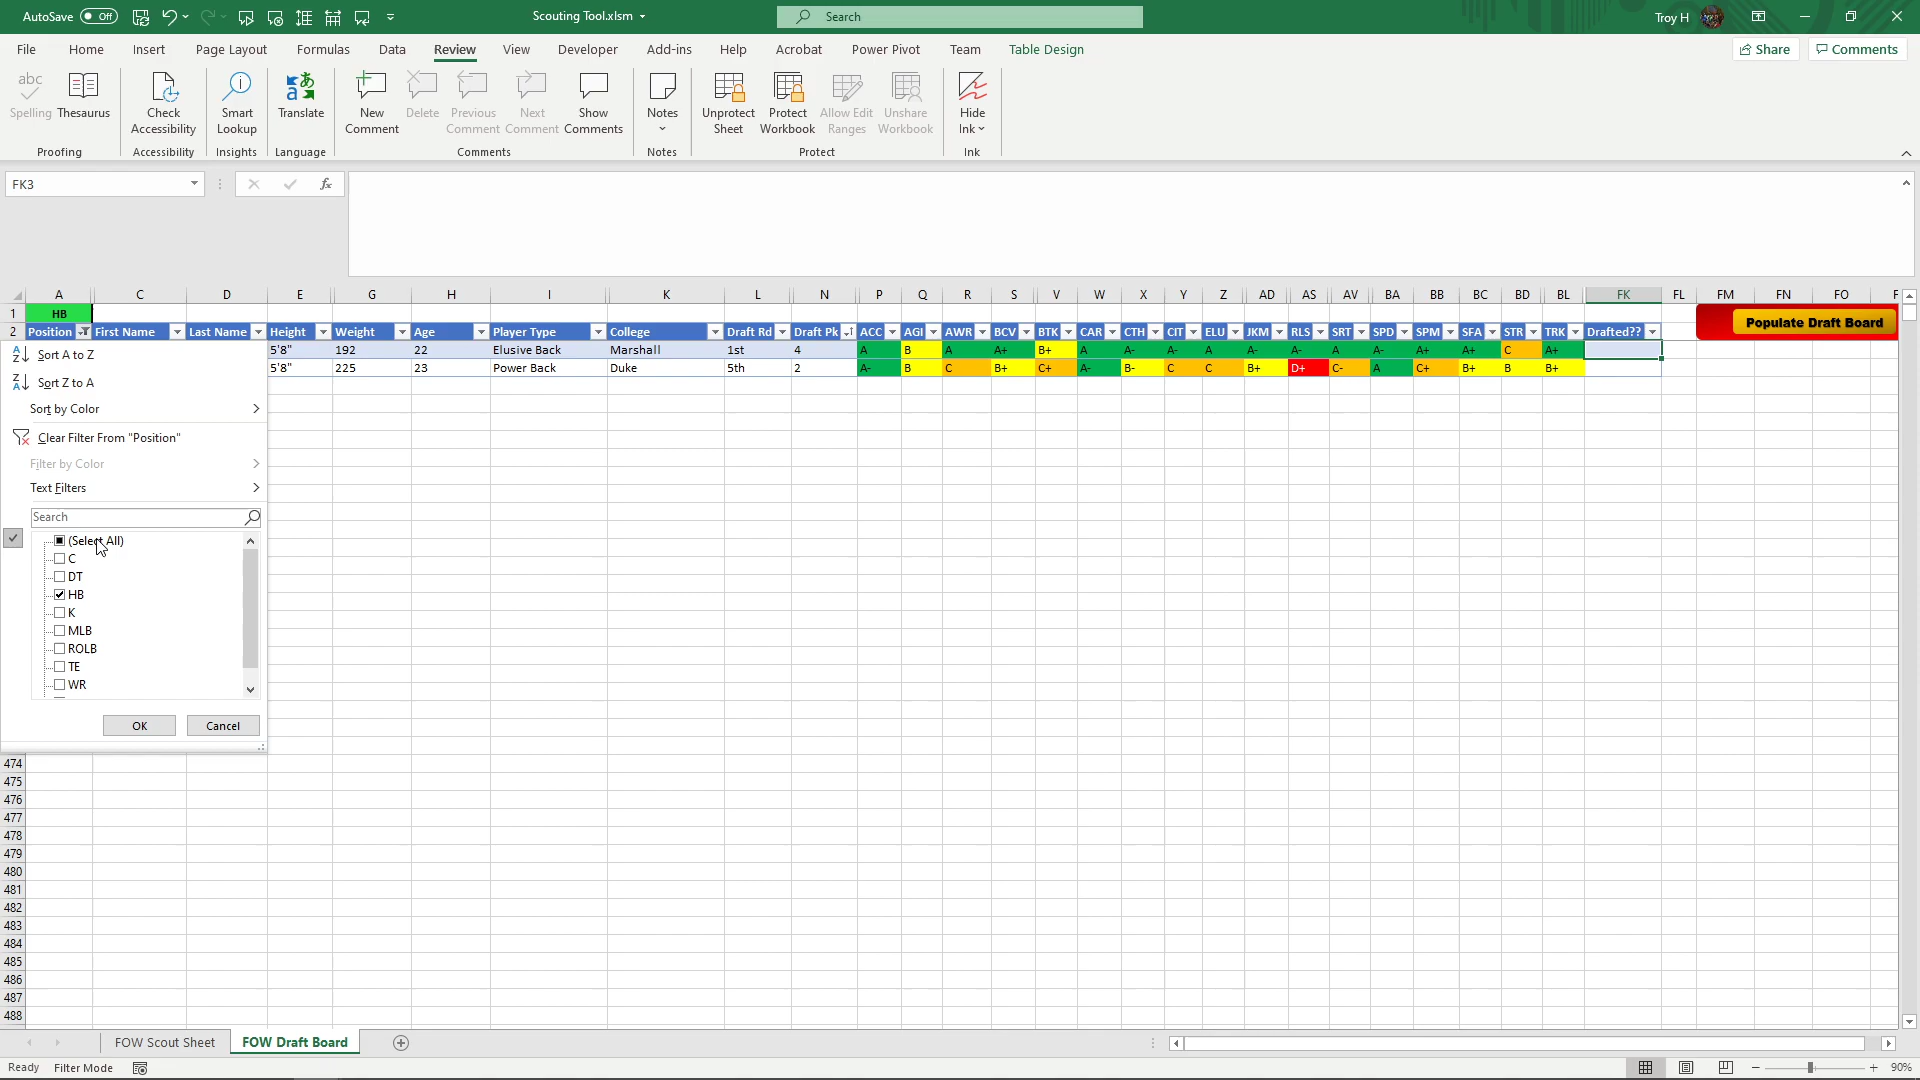 AutoSave Off
Scouting Tool.xlsm
Search
Troy H
File Home Insert Page Layout Formulas Data Review View Developer Add-ins Help Acrobat Power Pivot Team Table Design
Share Comments
abc
Spelling
Thesaurus
Check
Accessibility
Smart
Lookup
Translate
New
Comment
Delete
Previous
Comment
Next
Comment
Show
Comments
Notes
Unprotect
Sheet
Protect
Workbook
Allow Edit
Ranges
Unshare
Workbook
Hide
Ink
Proofing Accessibility Insights Language Comments Notes Protect Ink
FK3
fx
A C D E G H I K L N P Q R S V W X Y Z AD AS AV BA BB BC BD BL FK FL FM FN FO F
1 HB
2 Position First Name Last Name Height Weight Age Player Type College Draft Rd Draft Pk ACC AGI AWR BCV BTK CAR CTH CIT ELU JKM RLS SRT SPD SPM SFA STR TRK Drafted??
Populate Draft Board
5'8" 192 22 Elusive Back Marshall 1st 4 A B A A+ B+ A A- A- A A- A- A A- A+ A+ C A+
5'8" 225 23 Power Back Duke 5th 2 A- B C B+ C+ A- B- C C B+ D+ C- A C+ B+ B B+
Sort A to Z
Sort Z to A
Sort by Color
Clear Filter From "Position"
Filter by Color
Text Filters
Search
(Select All)
C
DT
HB
K
MLB
ROLB
TE
WR
OK Cancel
474
475
476
477
478
479
480
481
482
483
484
485
486
487
488
FOW Scout Sheet FOW Draft Board
Ready Filter Mode
90%